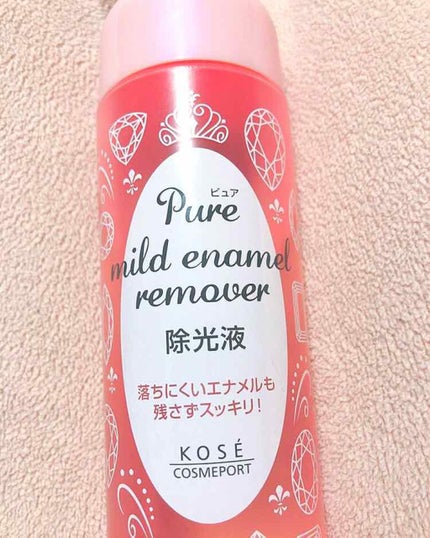 ピュア
Pure
mild enamel
remover
除光液
落ちにくいエナメルも
残さずスッキリ!
KOSÉ
COSMEPORT